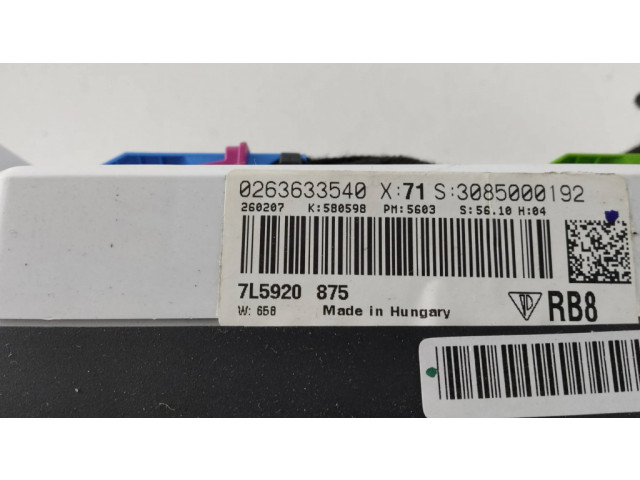 0263633540 X:71 S:3085000192
260207 K:580598 PM:5603 S:56.10 H:04
7L5920 875
W: 658 Made in Hungary RB8